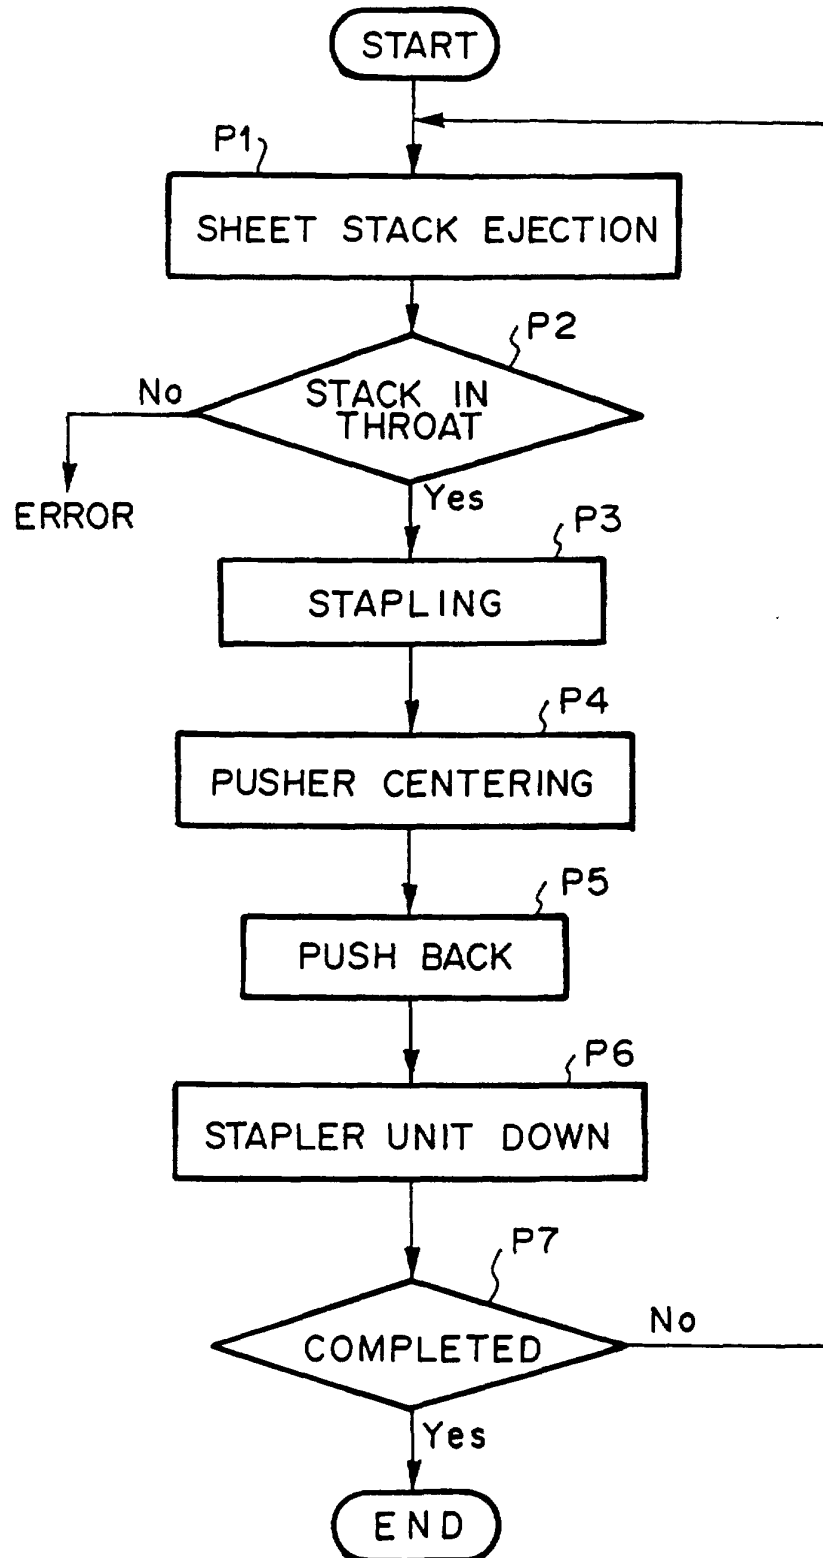 START
P1
SHEET STACK EJECTION
P2
No
STACK IN
THROAT
Yes
ERROR
P3
STAPLING
P4
PUSHER CENTERING
P5
PUSH BACK
P6
STAPLER UNIT DOWN
P7
No
COMPLETED
Yes
END